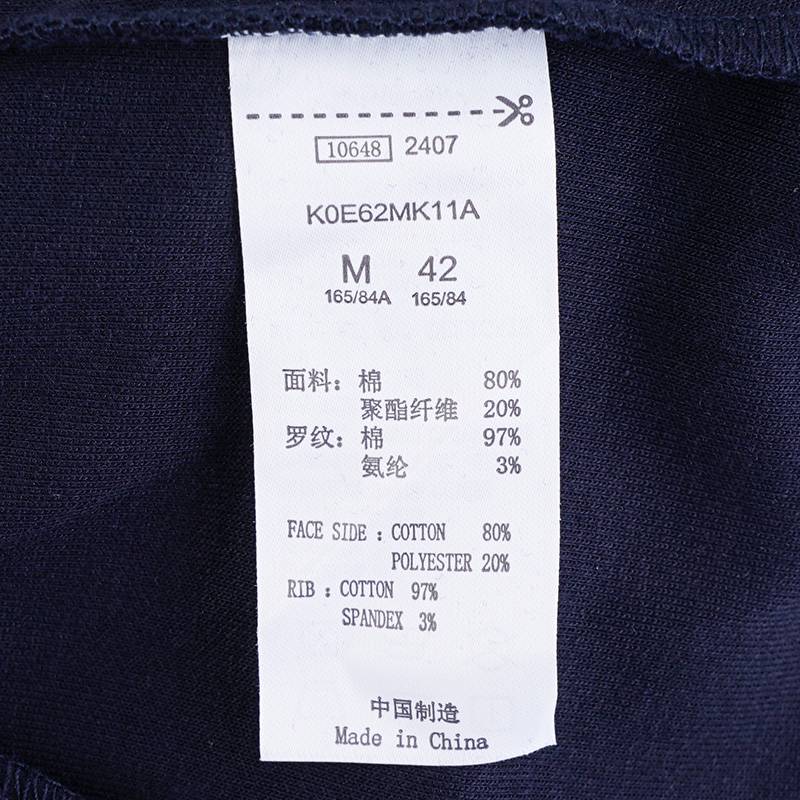 10648 2407
K0E62MK11A
M 42
165/84A 165/84
面料：棉 80%
聚酯纤维 20%
罗纹：棉 97%
氨纶 3%
FACE SIDE : COTTON 80%
POLYESTER 20%
RIB : COTTON 97%
SPANDEX 3%
中国制造
Made in China